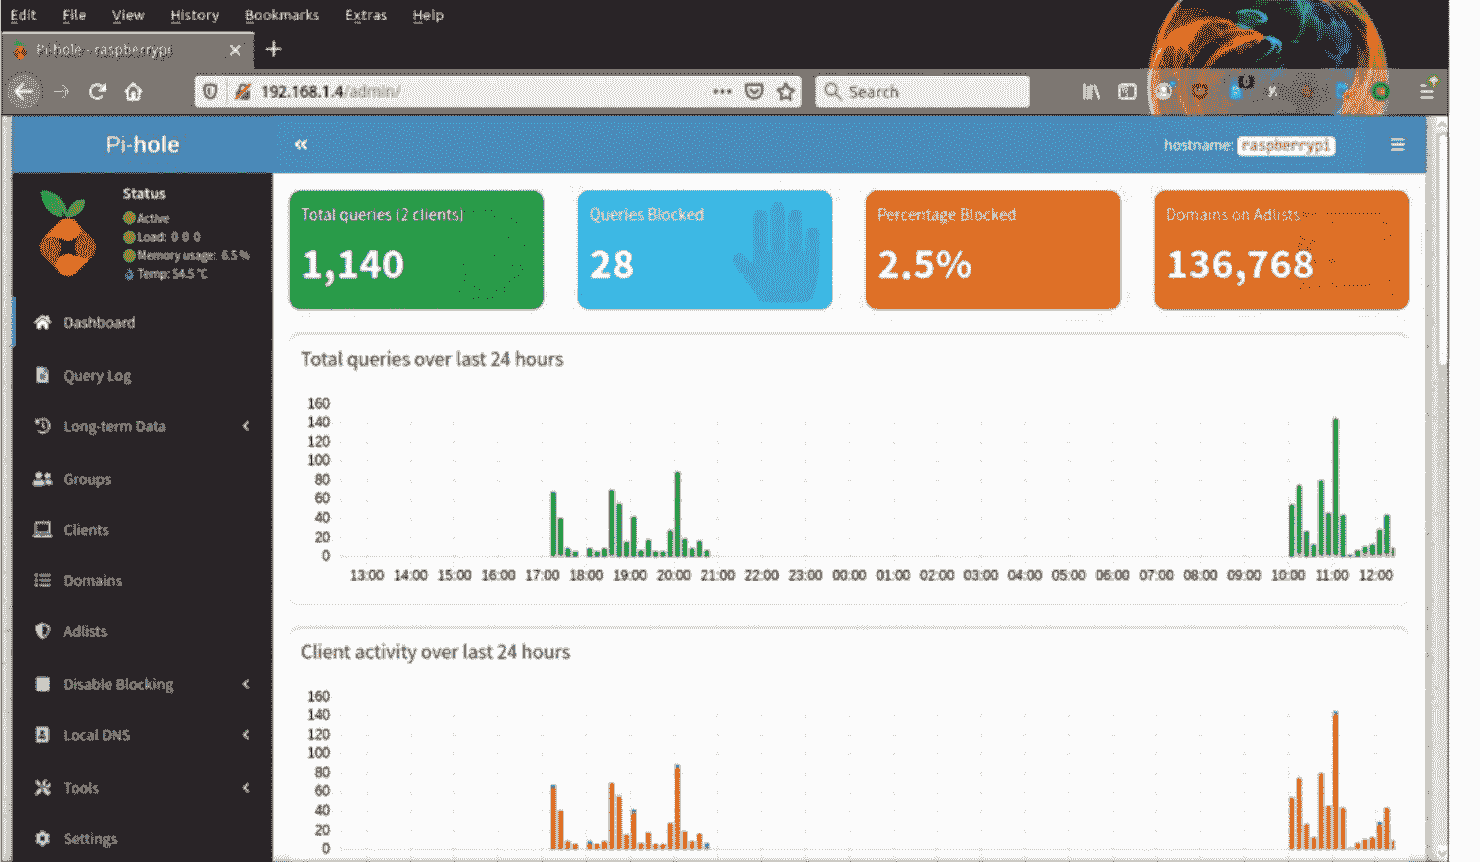 Edit File View History Bookmarks Extras Help
Pi-hole - raspberrypi
192.168.1.4/admin/
Search
Pi-hole
hostname: raspberrypi
Status
Active
Load: 0 0 0
Memory usage: 6.5 %
Temp: 54.5 °C
Dashboard
Query Log
Long-term Data
Groups
Clients
Domains
Adlists
Disable Blocking
Local DNS
Tools
Settings
Total queries (2 clients)
1,140
Queries Blocked
28
Percentage Blocked
2.5%
Domains on Adlists
136,768
Total queries over last 24 hours
160
140
120
100
80
60
40
20
0
13:00 14:00 15:00 16:00 17:00 18:00 19:00 20:00 21:00 22:00 23:00 00:00 01:00 02:00 03:00 04:00 05:00 06:00 07:00 08:00 09:00 10:00 11:00 12:00
Client activity over last 24 hours
160
140
120
100
80
60
40
20
0